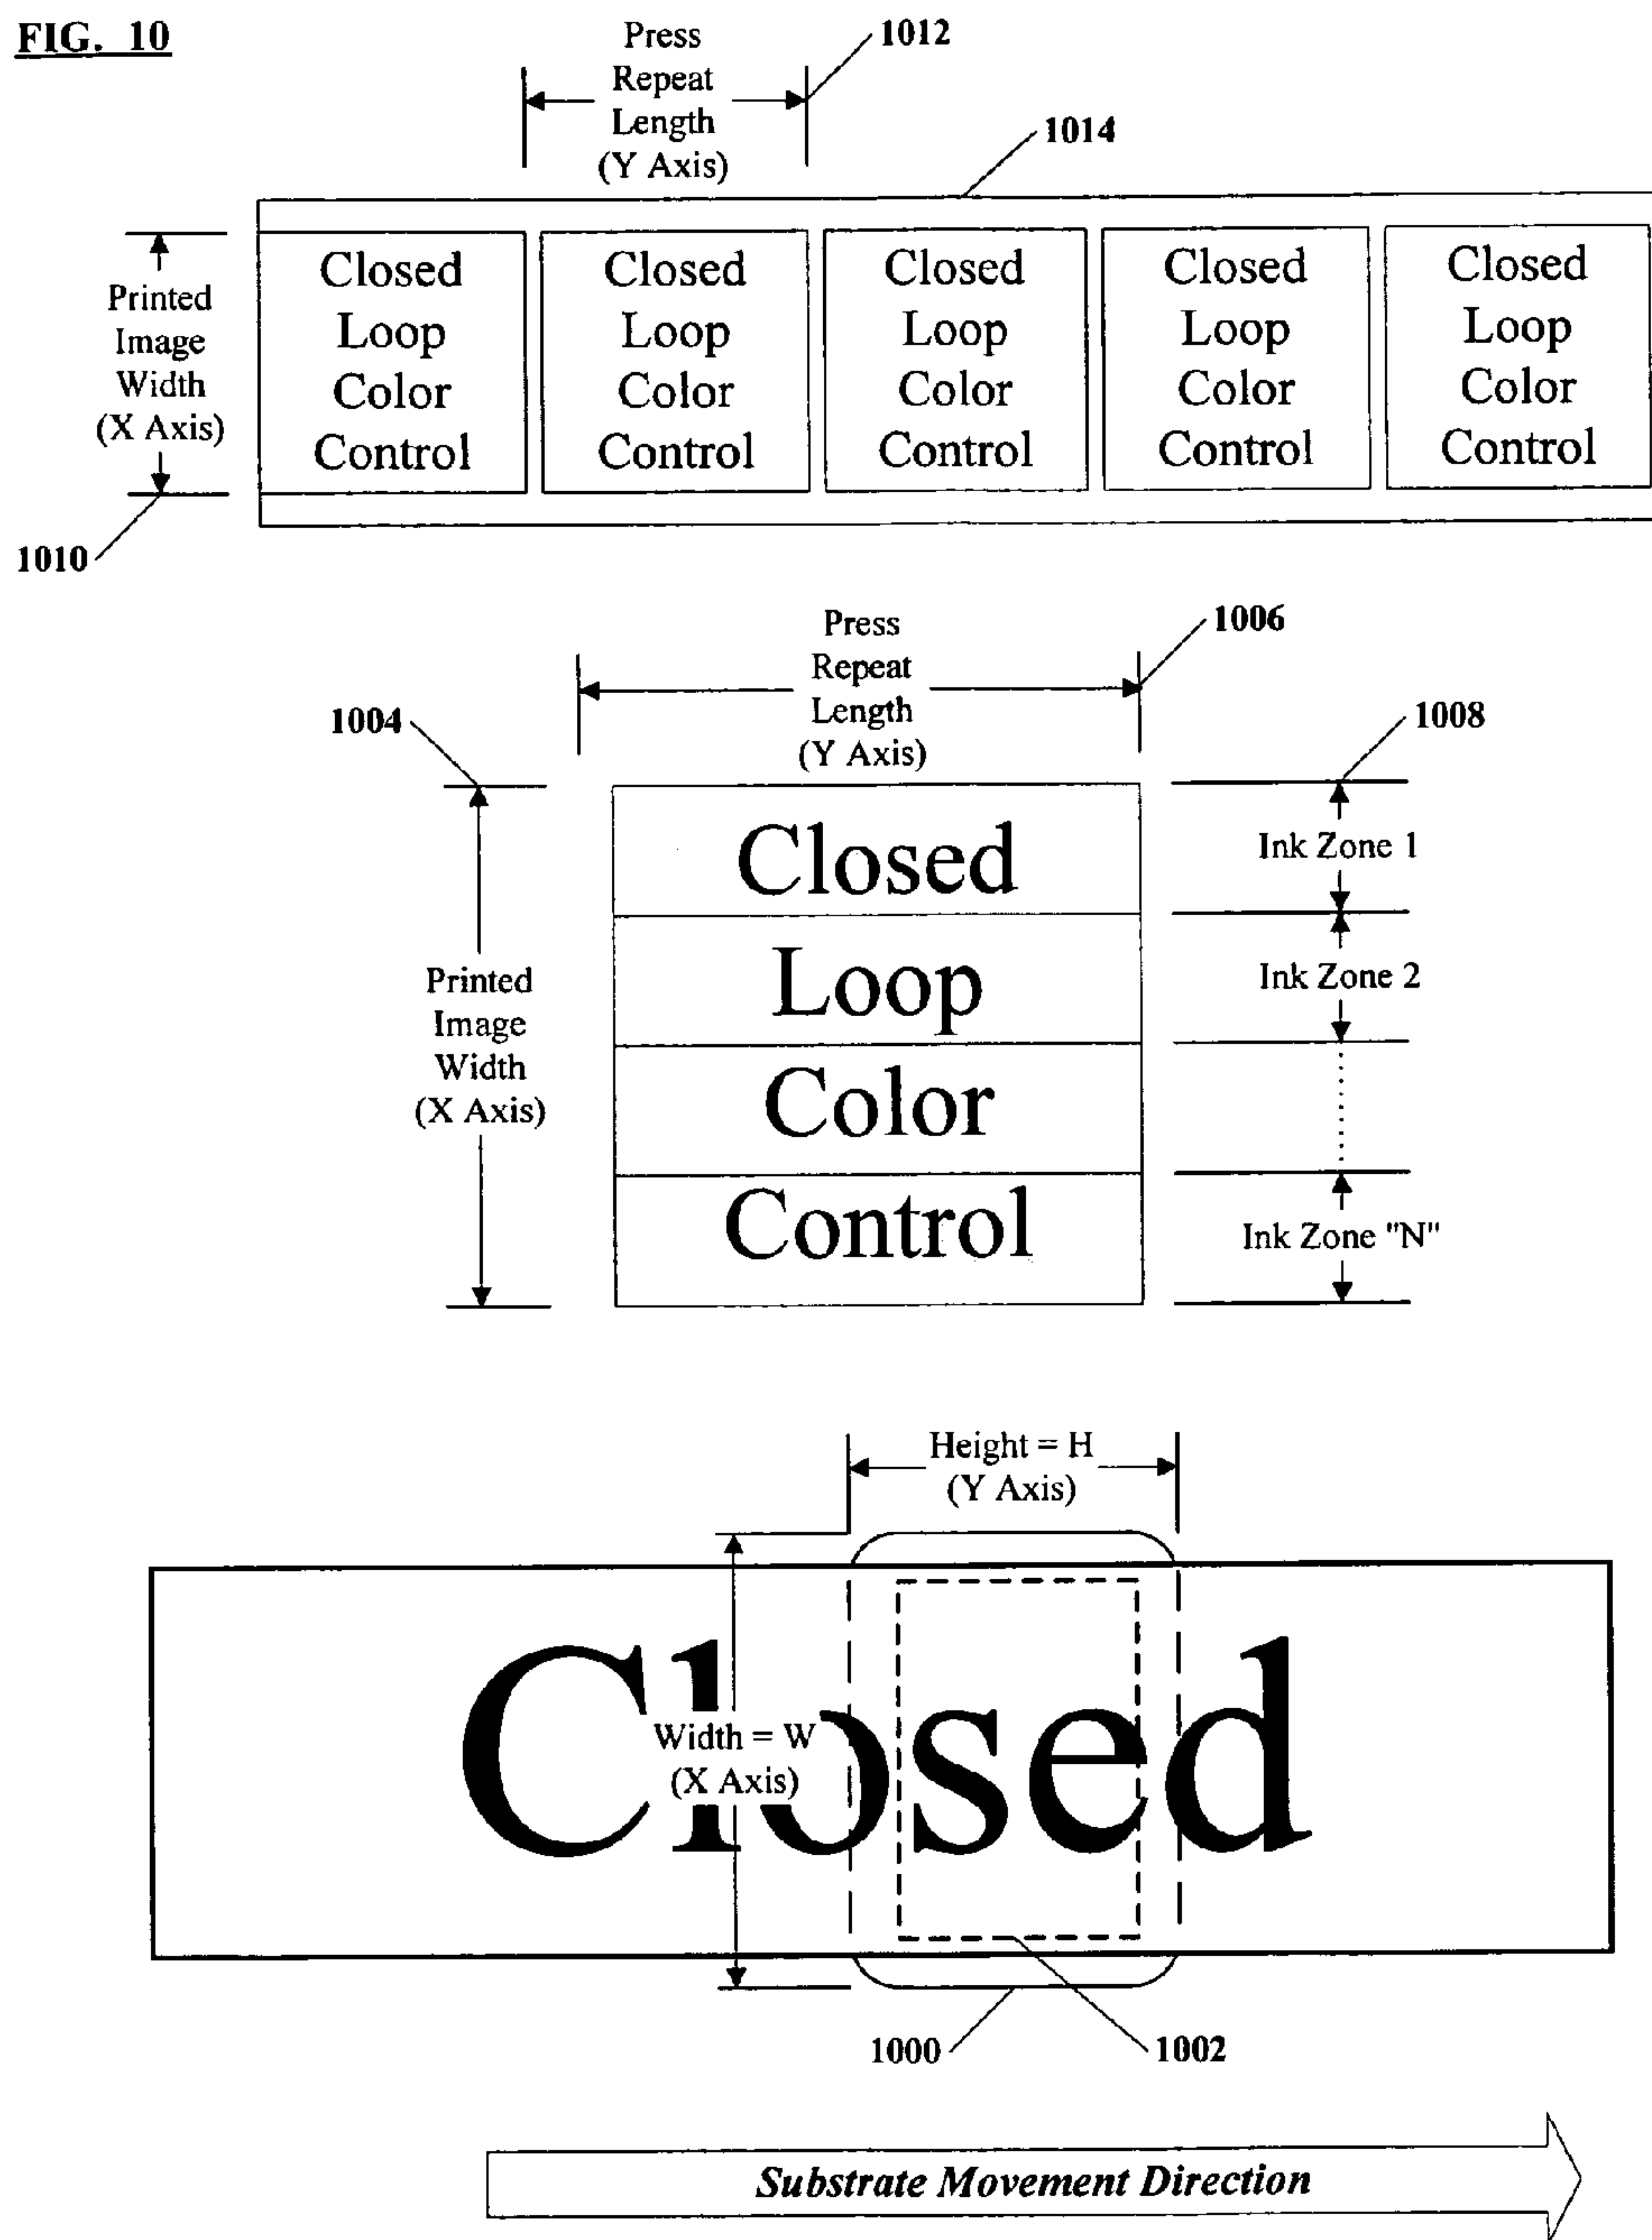 FIG. 10
Press
Repeat
Length
(Y Axis)
1012
1014
Printed
Image
Width
(X Axis)
1010
Closed
Loop
Color
Control
Closed
Loop
Color
Control
Closed
Loop
Color
Control
Closed
Loop
Color
Control
Closed
Loop
Color
Control
Press
Repeat
Length
(Y Axis)
1006
1004
1008
Printed
Image
Width
(X Axis)
Closed
Loop
Color
Control
Ink Zone 1
Ink Zone 2
Ink Zone "N"
Height = H
(Y Axis)
Closed
Width = W
(X Axis)
1000
1002
Substrate Movement Direction